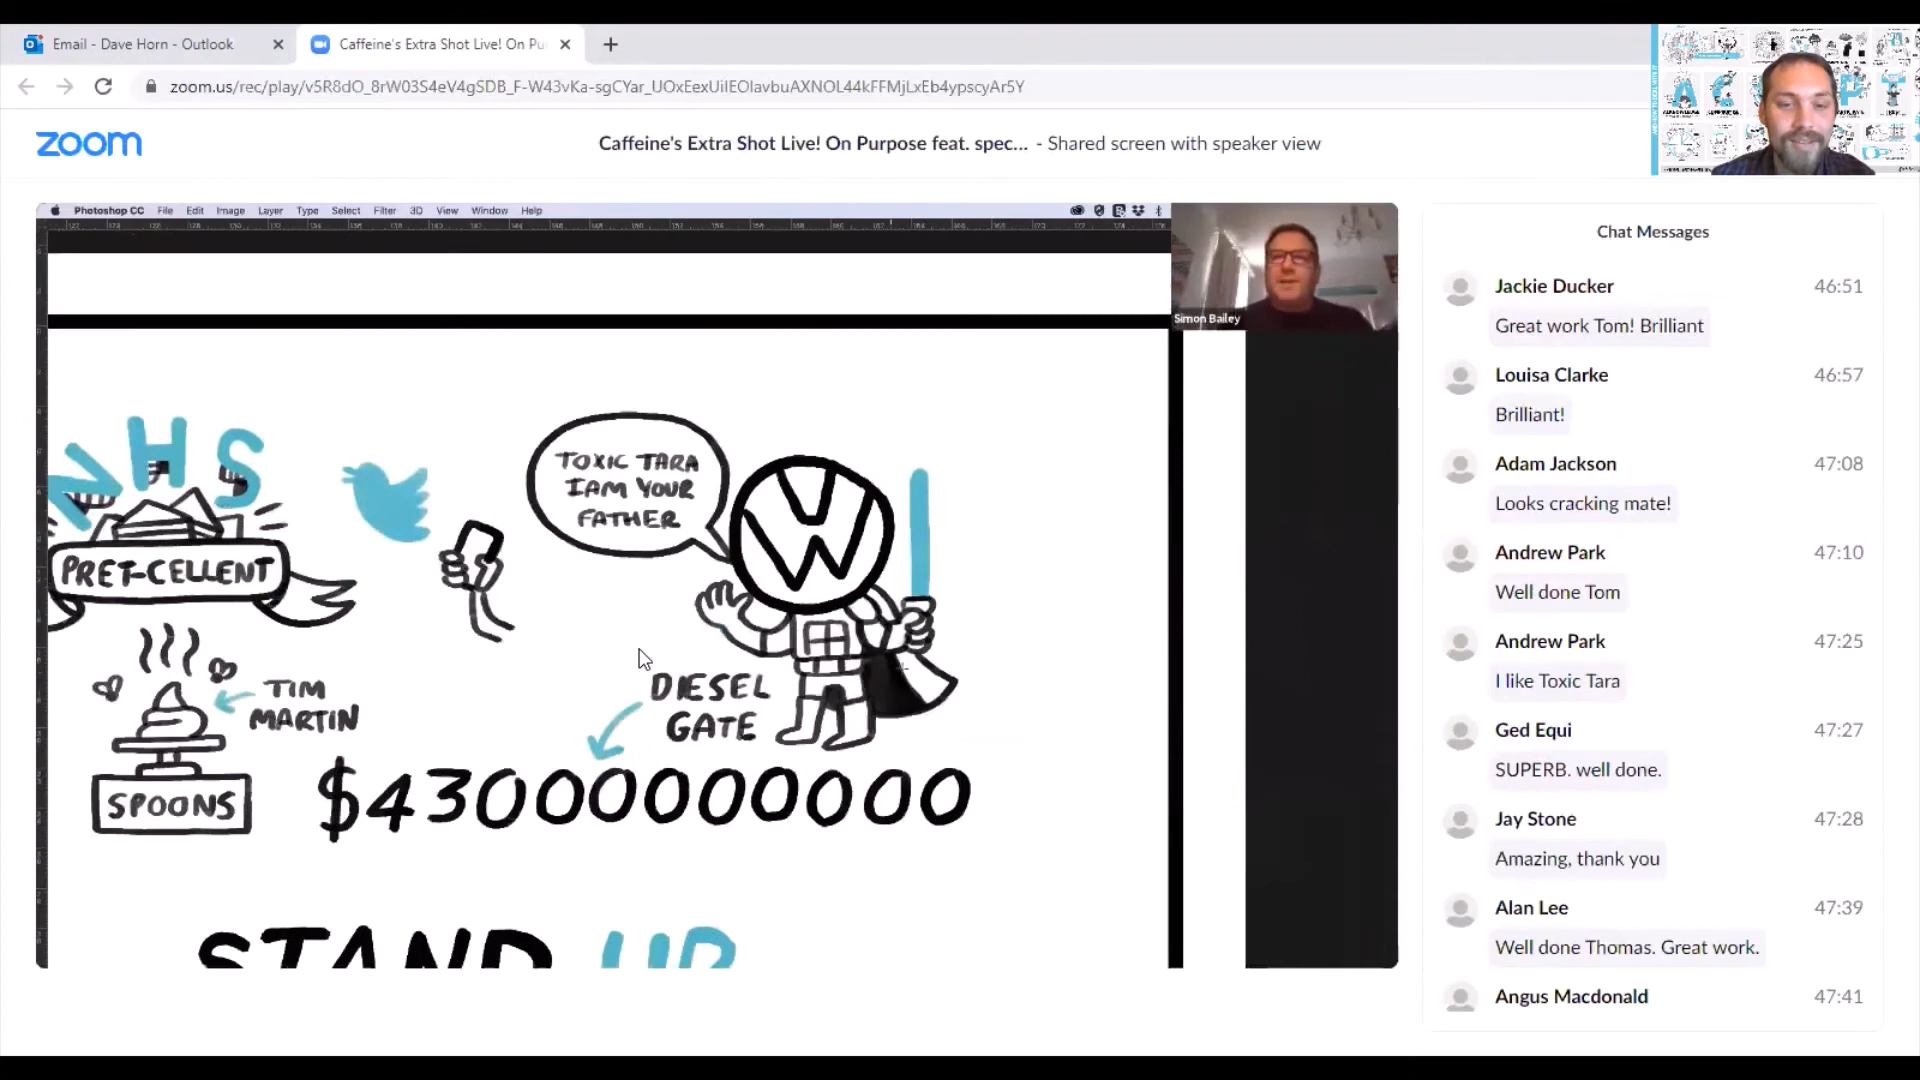 Email - Dave Horn - Outlook
Caffeine's Extra Shot Live! On Pu
zoom.us/rec/play/v5R8dO_8rW03S4eV4gSDB_F-W43vKa-sgCYar_UOxEexUiIEOlavbuAXNOL44kFFMjLxEb4ypscyAr5Y
zoom
Caffeine's Extra Shot Live! On Purpose feat. spec... - Shared screen with speaker view
Photoshop CC File Edit Image Layer Type Select Filter 3D View Window Help
Simon Bailey
NHS
PRET-CELLENT
TOXIC TARA
I AM YOUR
FATHER
VW
TIM
MARTIN
SPOONS
DIESEL
GATE
$43000000000
STAND UP
Chat Messages
Jackie Ducker 46:51
Great work Tom! Brilliant
Louisa Clarke 46:57
Brilliant!
Adam Jackson 47:08
Looks cracking mate!
Andrew Park 47:10
Well done Tom
Andrew Park 47:25
I like Toxic Tara
Ged Equi 47:27
SUPERB. well done.
Jay Stone 47:28
Amazing, thank you
Alan Lee 47:39
Well done Thomas. Great work.
Angus Macdonald 47:41